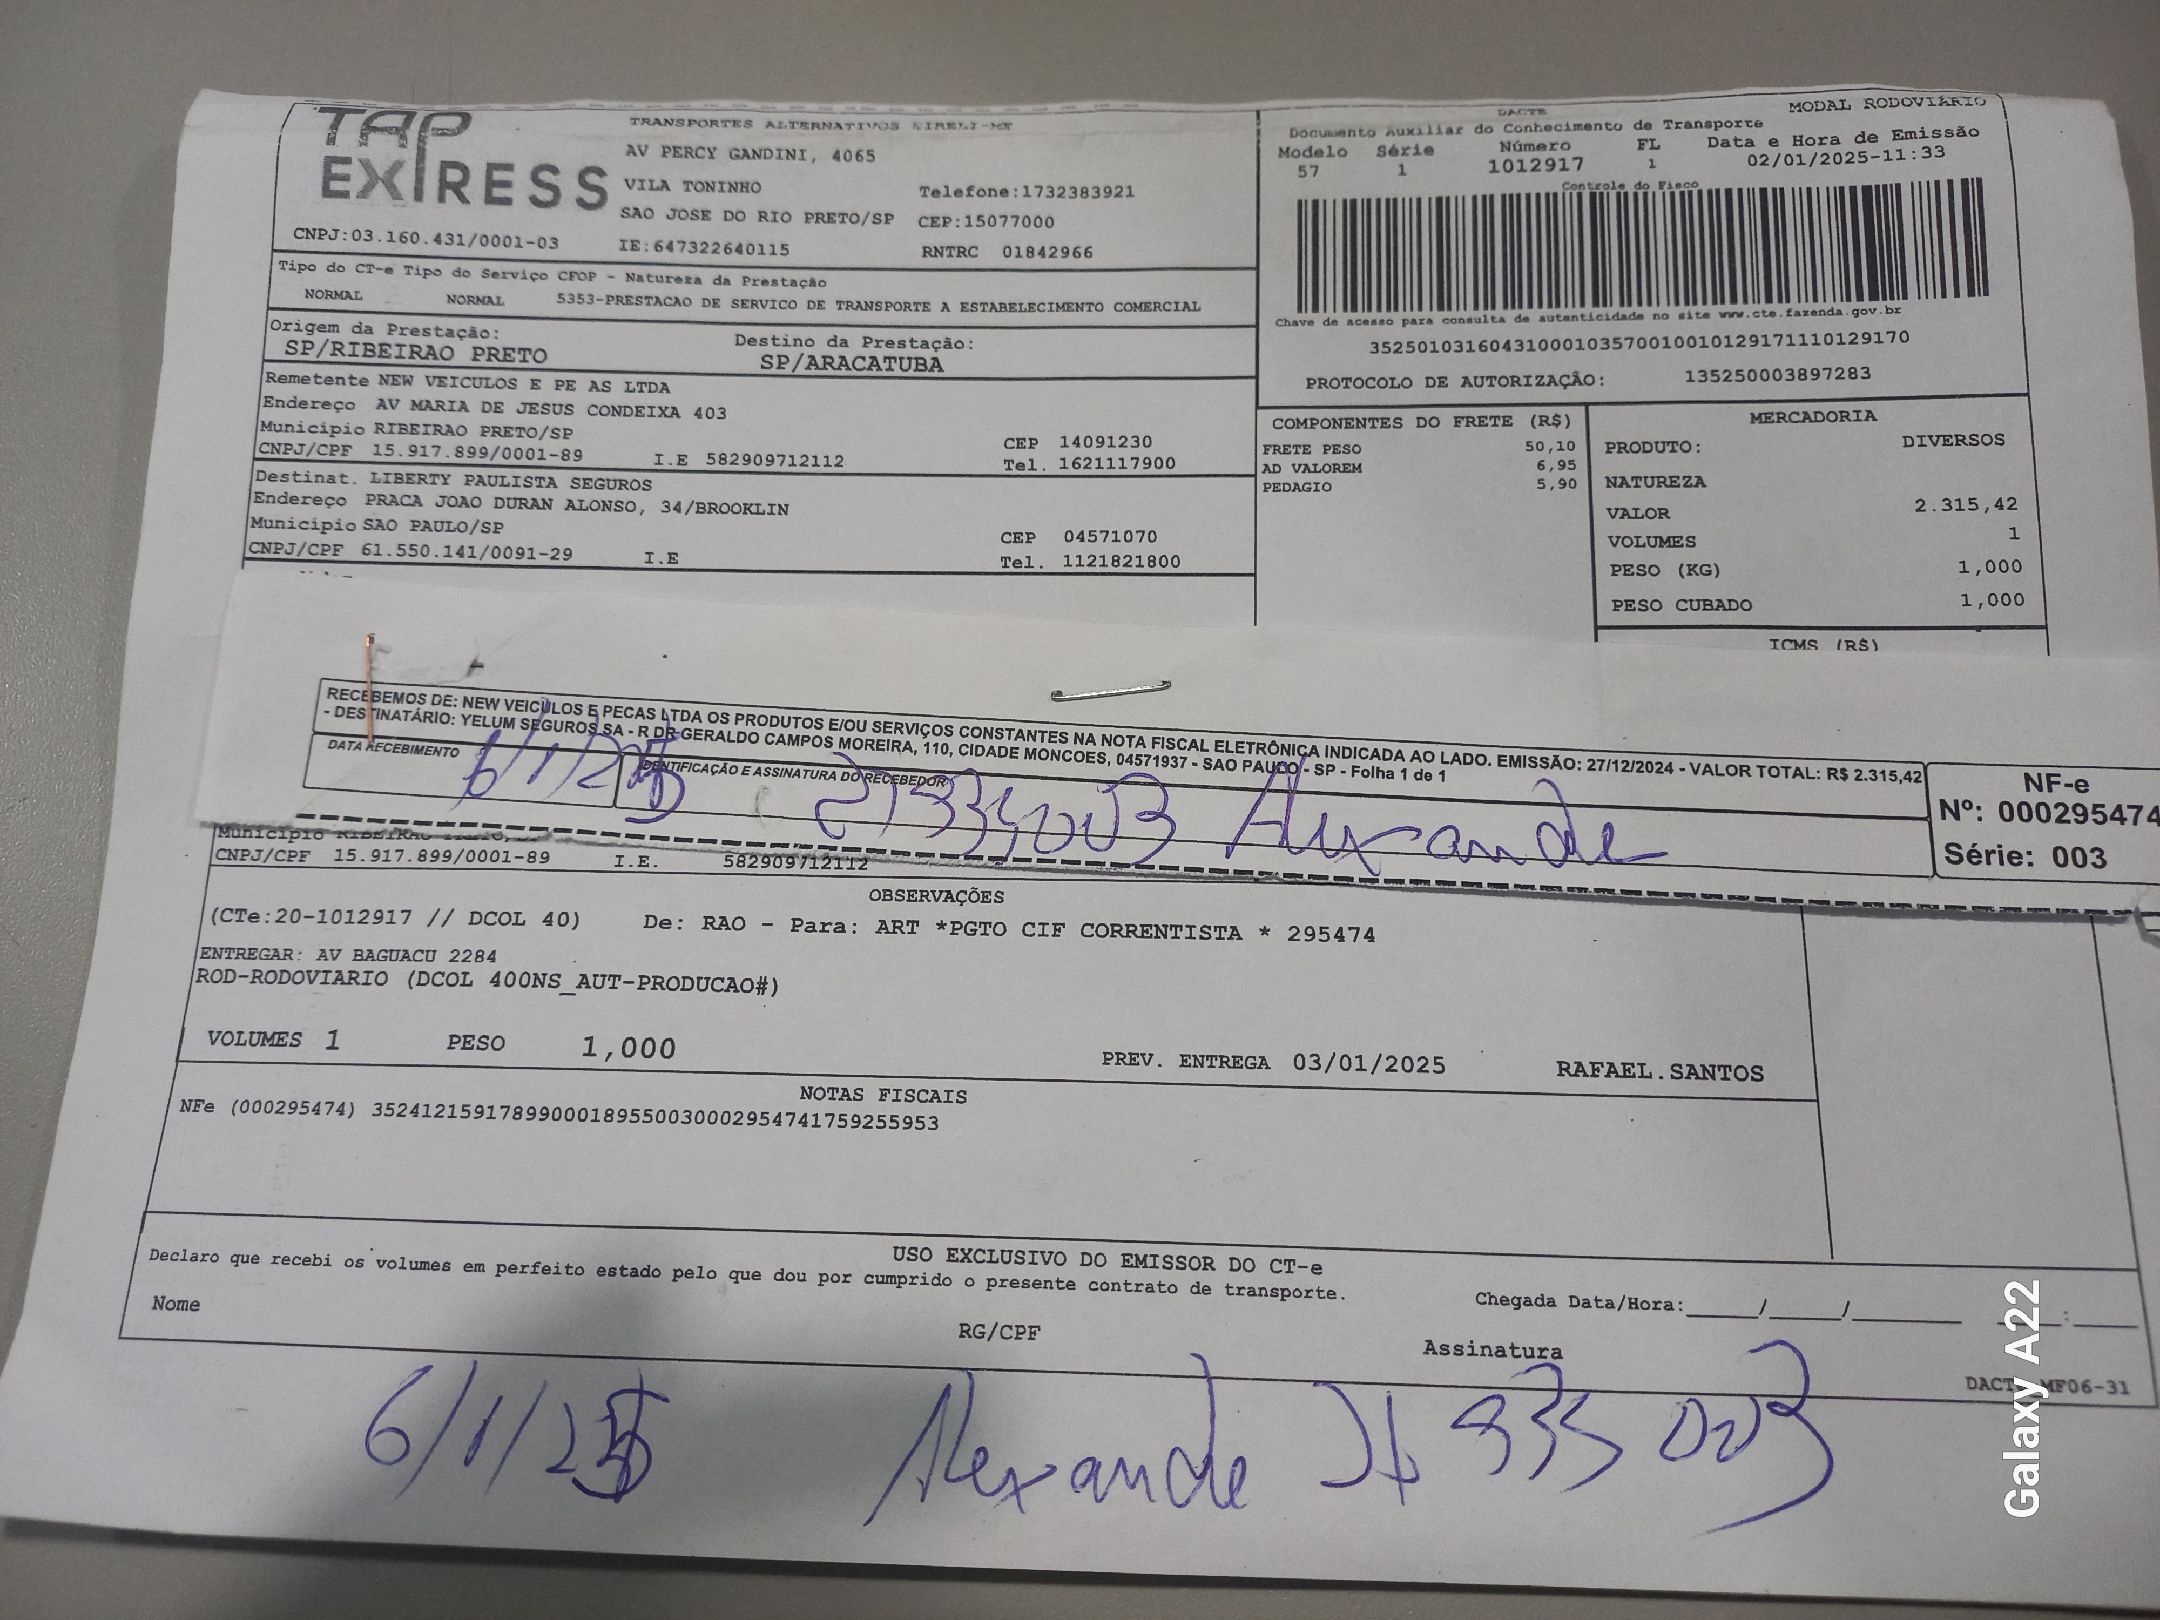 TAP EXPRESS
TRANSPORTES ALTERNATIVOS EIRELI-ME
AV PERCY GANDINI, 4065
VILA TONINHO Telefone:1732383921
SAO JOSE DO RIO PRETO/SP CEP:15077000
CNPJ:03.160.431/0001-03 IE:647322640115 RNTRC 01842966
DACTE MODAL RODOVIÁRIO
Documento Auxiliar do Conhecimento de Transporte
Modelo Série Número FL Data e Hora de Emissão
57 1 1012917 1 02/01/2025-11:33
Controle do Fisco
Chave de acesso para consulta de autenticidade no site www.cte.fazenda.gov.br
35250103160431000103570010010129171110129170
PROTOCOLO DE AUTORIZAÇÃO: 135250003897283
Tipo do CT-e Tipo do Serviço CFOP - Natureza da Prestação
NORMAL NORMAL 5353-PRESTACAO DE SERVICO DE TRANSPORTE A ESTABELECIMENTO COMERCIAL
Origem da Prestação: Destino da Prestação:
SP/RIBEIRAO PRETO SP/ARACATUBA
Remetente NEW VEICULOS E PE AS LTDA
Endereço AV MARIA DE JESUS CONDEIXA 403
Município RIBEIRAO PRETO/SP CEP 14091230
CNPJ/CPF 15.917.899/0001-89 I.E 582909712112 Tel. 1621117900
Destinat. LIBERTY PAULISTA SEGUROS
Endereço PRACA JOAO DURAN ALONSO, 34/BROOKLIN
Município SAO PAULO/SP CEP 04571070
CNPJ/CPF 61.550.141/0091-29 I.E Tel. 1121821800
COMPONENTES DO FRETE (R$)
FRETE PESO 50,10
AD VALOREM 6,95
PEDAGIO 5,90
MERCADORIA
PRODUTO: DIVERSOS
NATUREZA
VALOR 2.315,42
VOLUMES 1
PESO (KG) 1,000
PESO CUBADO 1,000
ICMS (R$)
RECEBEMOS DE: NEW VEICULOS E PECAS LTDA OS PRODUTOS E/OU SERVIÇOS CONSTANTES NA NOTA FISCAL ELETRÔNICA INDICADA AO LADO. EMISSÃO: 27/12/2024 - VALOR TOTAL: R$ 2.315,42
- DESTINATÁRIO: YELUM SEGUROS SA - R DR GERALDO CAMPOS MOREIRA, 110, CIDADE MONCOES, 04571937 - SAO PAULO - SP - Folha 1 de 1
DATA RECEBIMENTO IDENTIFICAÇÃO E ASSINATURA DO RECEBEDOR
6/1/25 Alexandre
NF-e
Nº: 000295474
Série: 003
Município RIBEIRAO
CNPJ/CPF 15.917.899/0001-89 I.E. 582909712112
OBSERVAÇÕES
(CTe:20-1012917 // DCOL 40) De: RAO - Para: ART *PGTO CIF CORRENTISTA * 295474
ENTREGAR: AV BAGUACU 2284
ROD-RODOVIARIO (DCOL 400NS_AUT-PRODUCAO#)
VOLUMES 1 PESO 1,000 PREV. ENTREGA 03/01/2025 RAFAEL.SANTOS
NOTAS FISCAIS
NFe (000295474) 35241215917899000189550030002954741759255953
USO EXCLUSIVO DO EMISSOR DO CT-e
Declaro que recebi os volumes em perfeito estado pelo que dou por cumprido o presente contrato de transporte.
Nome RG/CPF Assinatura Chegada Data/Hora:_____/_____/_______ ____:____
DACTE MF06-31
6/1/25 Alexandre
Galaxy A22